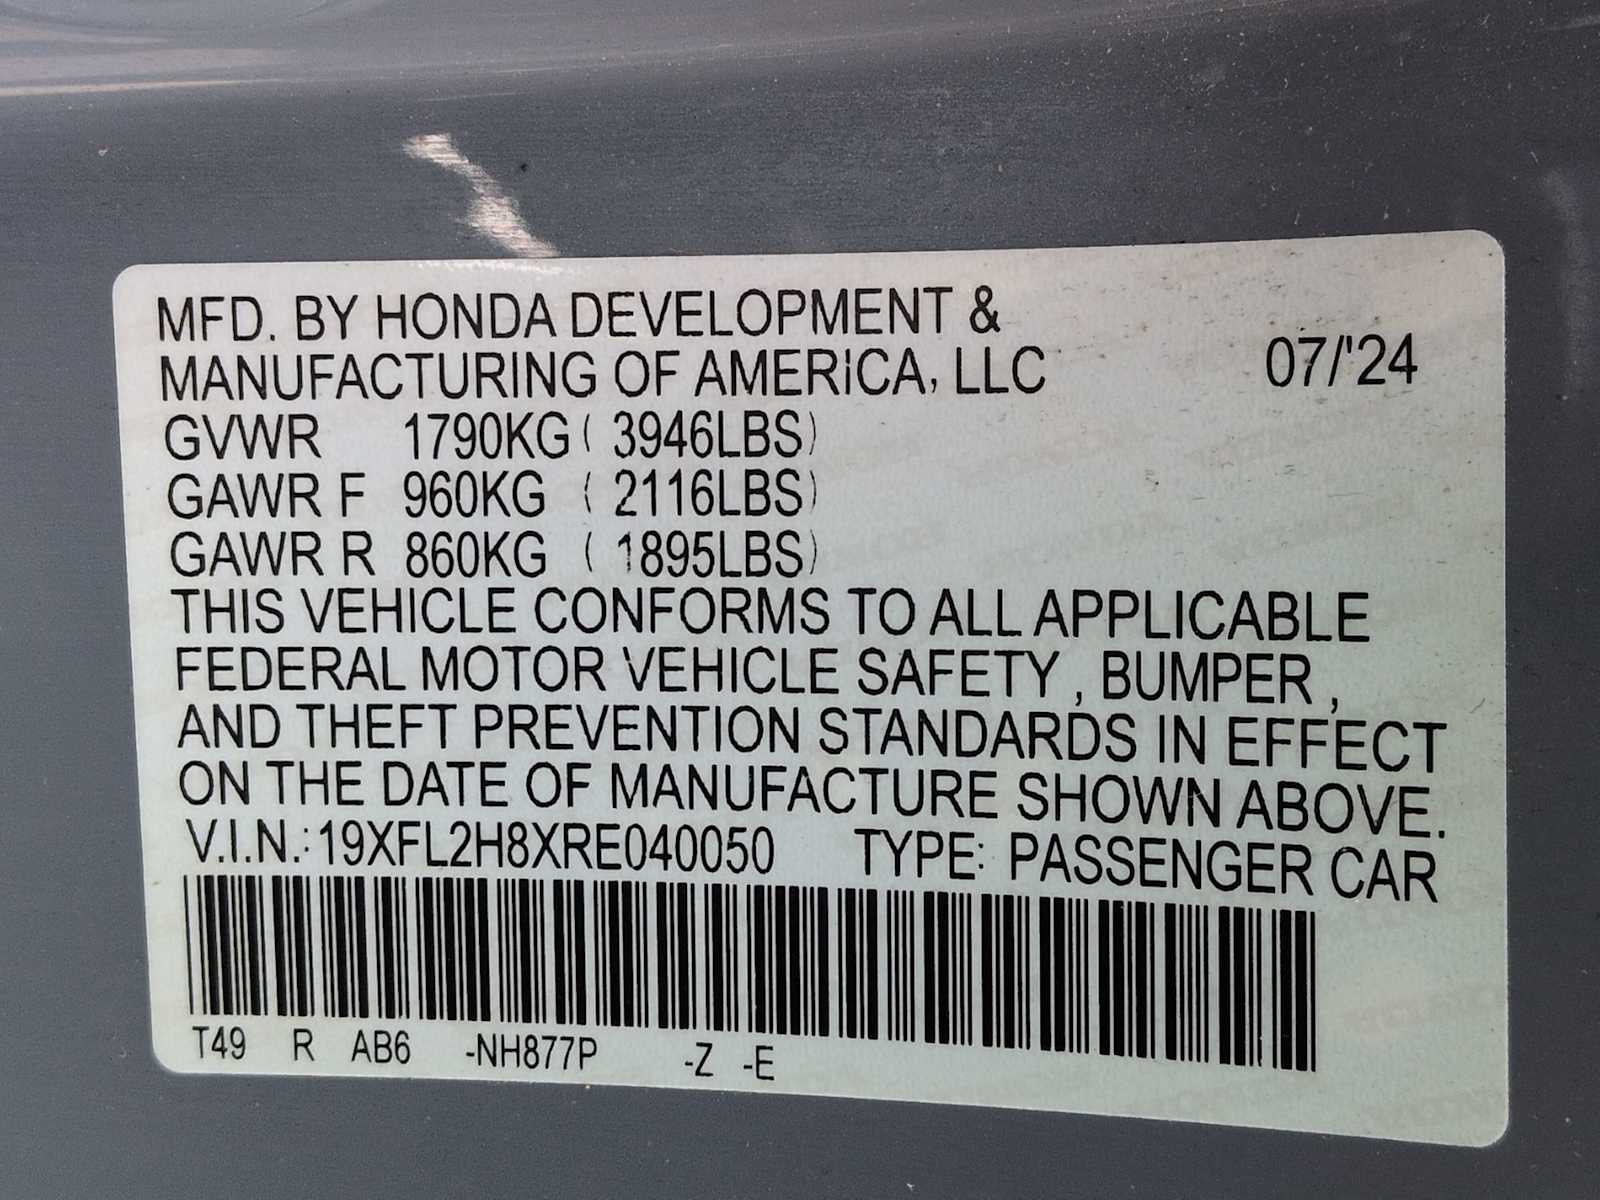 MFD. BY HONDA DEVELOPMENT &
MANUFACTURING OF AMERICA, LLC 07/'24
GVWR 1790KG ( 3946LBS)
GAWR F 960KG ( 2116LBS)
GAWR R 860KG ( 1895LBS)
THIS VEHICLE CONFORMS TO ALL APPLICABLE
FEDERAL MOTOR VEHICLE SAFETY , BUMPER ,
AND THEFT PREVENTION STANDARDS IN EFFECT
ON THE DATE OF MANUFACTURE SHOWN ABOVE.
V.I.N.: 19XFL2H8XRE040050 TYPE: PASSENGER CAR
T49 R AB6 -NH877P -Z -E